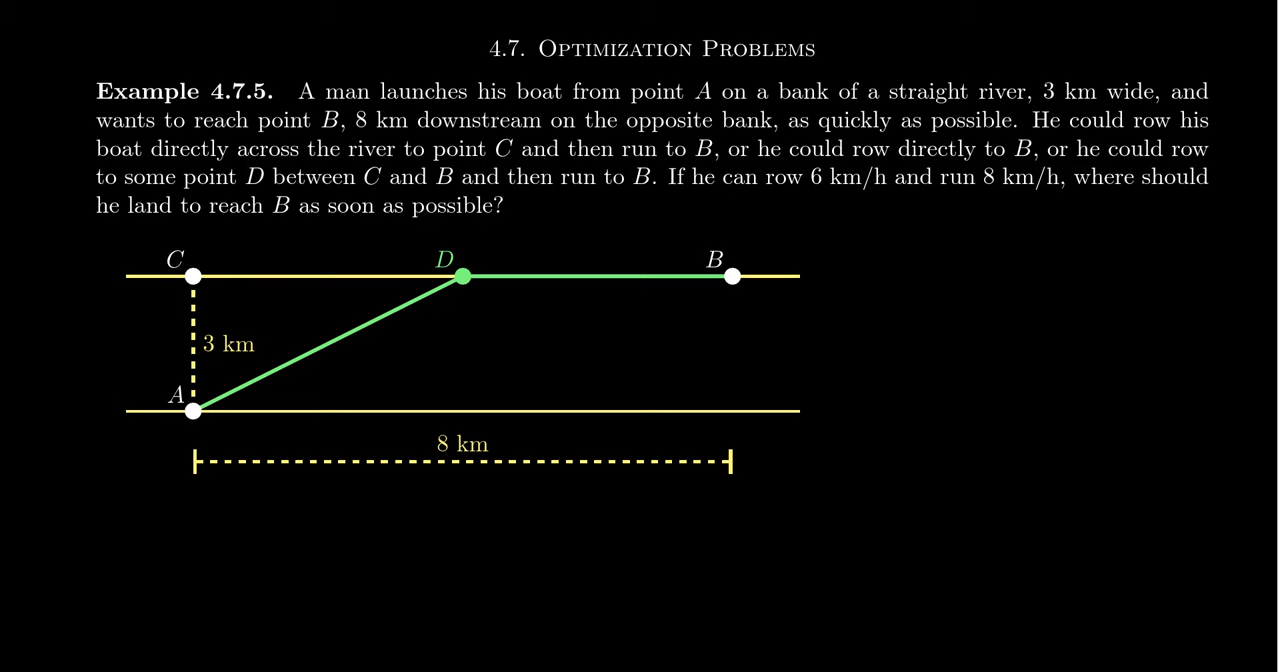 4.7. Optimization Problems
Example 4.7.5. A man launches his boat from point A on a bank of a straight river, 3 km wide, and
wants to reach point B, 8 km downstream on the opposite bank, as quickly as possible. He could row his
boat directly across the river to point C and then run to B, or he could row directly to B, or he could row
to some point D between C and B and then run to B. If he can row 6 km/h and run 8 km/h, where should
he land to reach B as soon as possible?
C
D
B
3 km
A
8 km